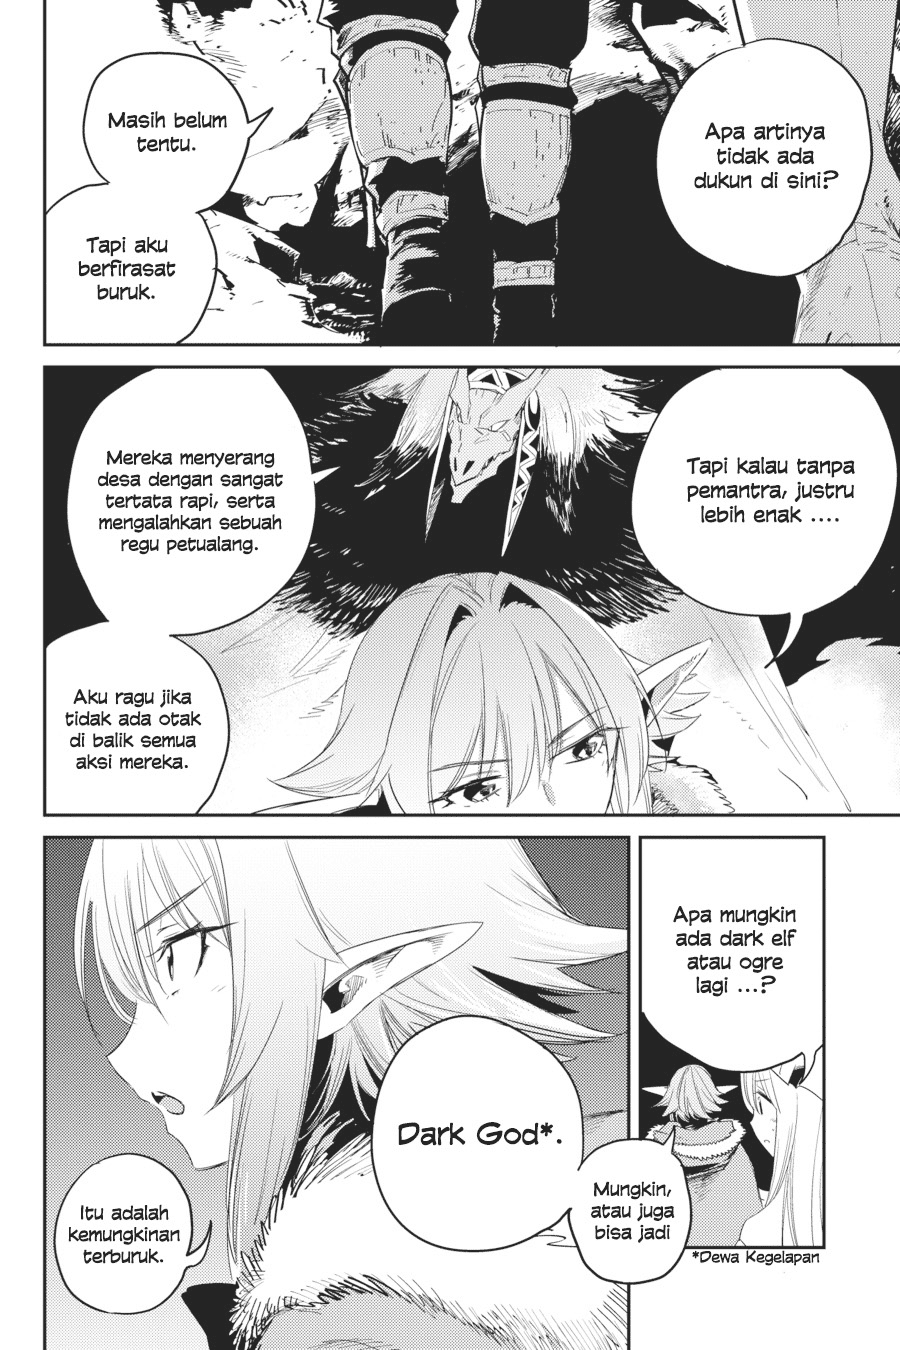 Apa artinya
tidak ada
dukun di sini?
Masih belum
tentu.
Tapi aku
berfirasat
buruk.
Tapi kalau tanpa
pemantra, justru
lebih enak ....
Mereka menyerang
desa dengan sangat
tertata rapi, serta
mengalahkan sebuah
regu petualang.
Aku ragu jika
tidak ada otak
di balik semua
aksi mereka.
Apa mungkin
ada dark elf
atau ogre
lagi ...?
Mungkin,
atau juga
bisa jadi
*Dewa Kegelapan
Dark God*.
Itu adalah
kemungkinan
terburuk.